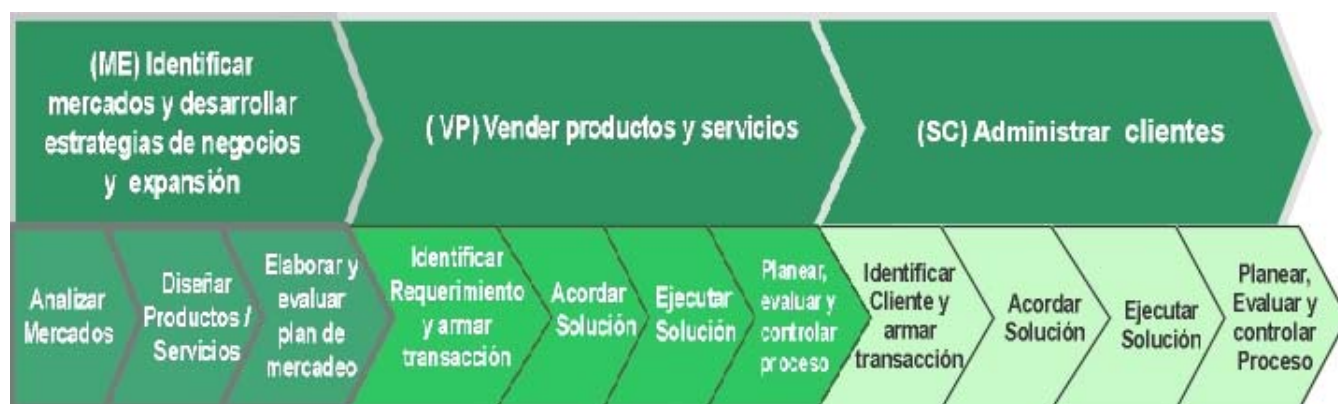 (ME) Identificar
mercados y desarrollar
estrategias de negocios
y expansión
( VP) Vender productos y servicios
(SC) Administrar clientes
Analizar
Mercados
Diseñar
Productos /
Servicios
Elaborar y
evaluar
plan de
mercadeo
Identificar
Requerimiento
y armar
transacción
Acordar
Solución
Ejecutar
Solución
Planear,
evaluar y
controlar
proceso
Identificar
Cliente y
armar
transacción
Acordar
Solución
Ejecutar
Solución
Planear,
Evaluar y
controlar
Proceso